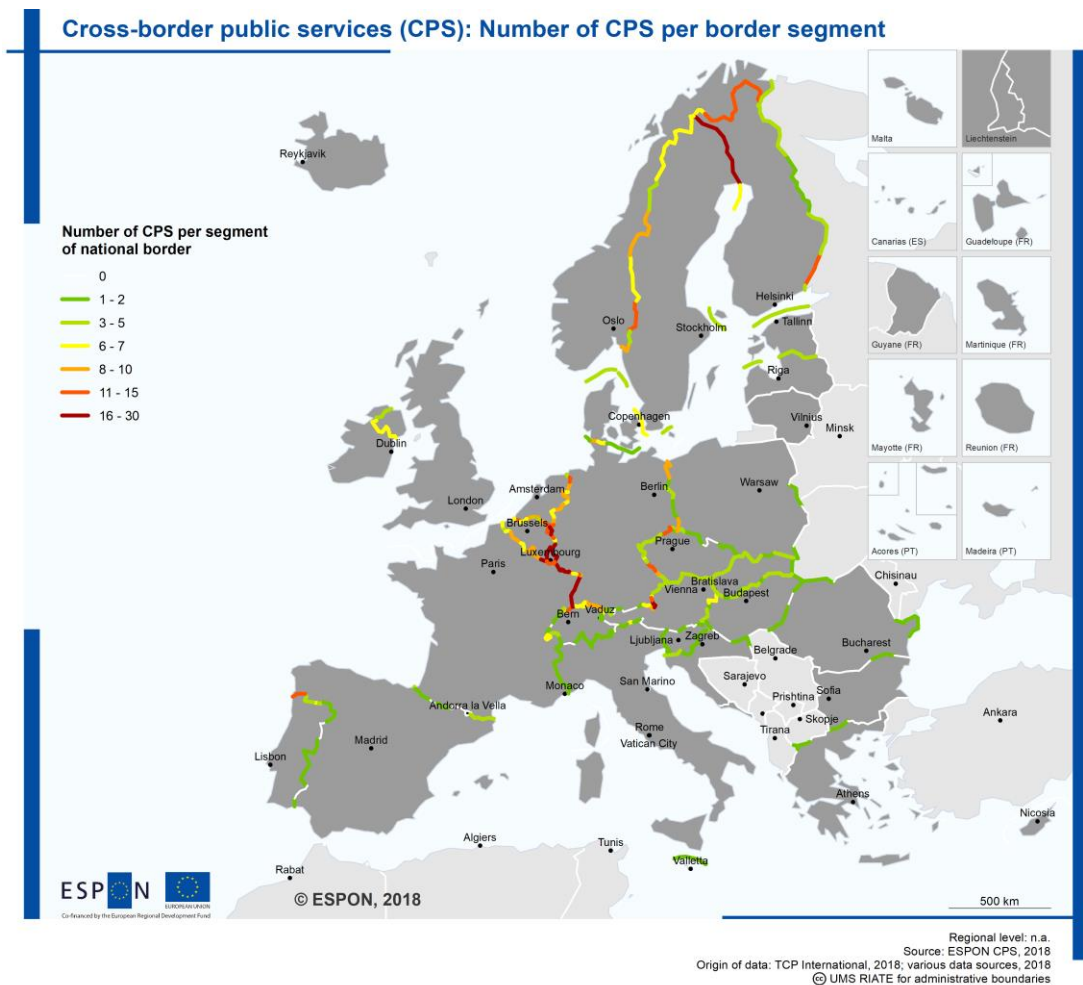 Cross-border public services (CPS): Number of CPS per border segment
Malta
Liechtenstein
Reykjavik
Number of CPS per segment
of national border
0
1 - 2
3 - 5
6 - 7
8 - 10
11 - 15
16 - 30
Canarias (ES)
Guadeloupe (FR)
Guyane (FR)
Martinique (FR)
Mayotte (FR)
Reunion (FR)
Acores (PT)
Madeira (PT)
Helsinki
Oslo
Stockholm
Tallinn
Riga
Copenhagen
Vilnius
Minsk
Dublin
Amsterdam
Berlin
Warsaw
London
Brussels
Prague
Luxembourg
Paris
Chisinau
Bratislava
Vienna
Budapest
Bern
Vaduz
Ljubljana
Zagreb
Bucharest
Belgrade
Monaco
San Marino
Sarajevo
Prishtina
Sofia
Andorra la Vella
Skopje
Ankara
Rome
Vatican City
Tirana
Madrid
Lisbon
Athens
Nicosia
Algiers
Tunis
Valletta
Rabat
ESPON
EUROPEAN UNION
Co-financed by the European Regional Development Fund
© ESPON, 2018
500 km
Regional level: n.a.
Source: ESPON CPS, 2018
Origin of data: TCP International, 2018; various data sources, 2018
cc UMS RIATE for administrative boundaries